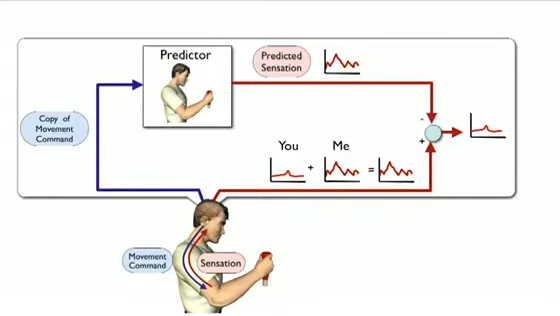 Predictor
Predicted
Sensation
Copy of
Movement
Command
-
You
Me
+
+
=
Movement
Command
Sensation